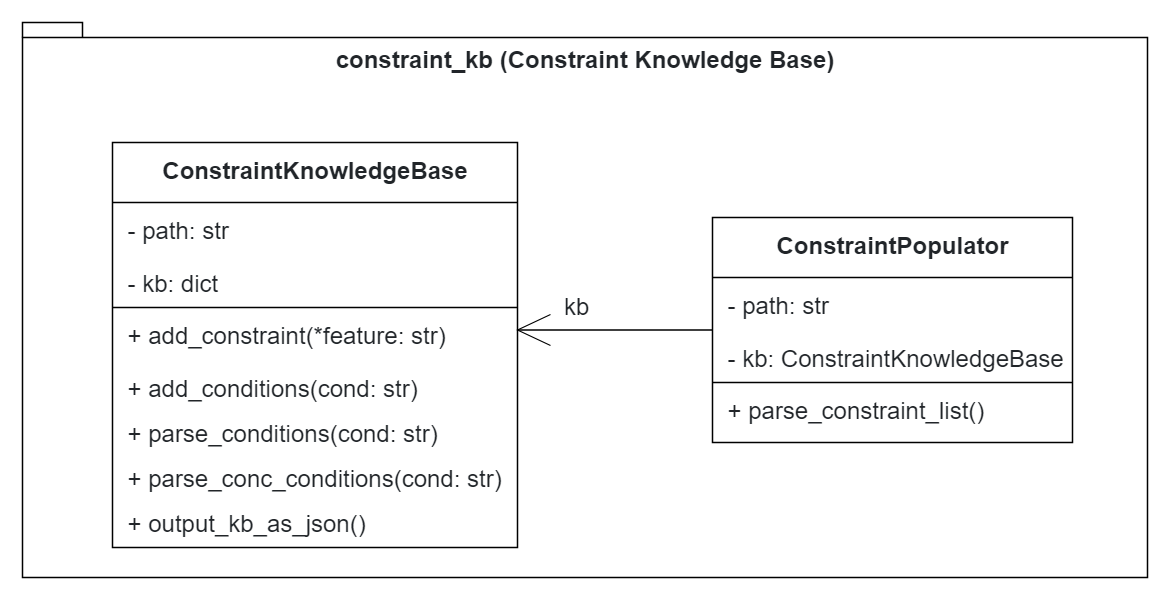 constraint_kb (Constraint Knowledge Base)
ConstraintKnowledgeBase
- path: str
- kb: dict
+ add_constraint(*feature: str)
+ add_conditions(cond: str)
+ parse_conditions(cond: str)
+ parse_conc_conditions(cond: str)
+ output_kb_as_json()
kb
ConstraintPopulator
- path: str
- kb: ConstraintKnowledgeBase
+ parse_constraint_list()